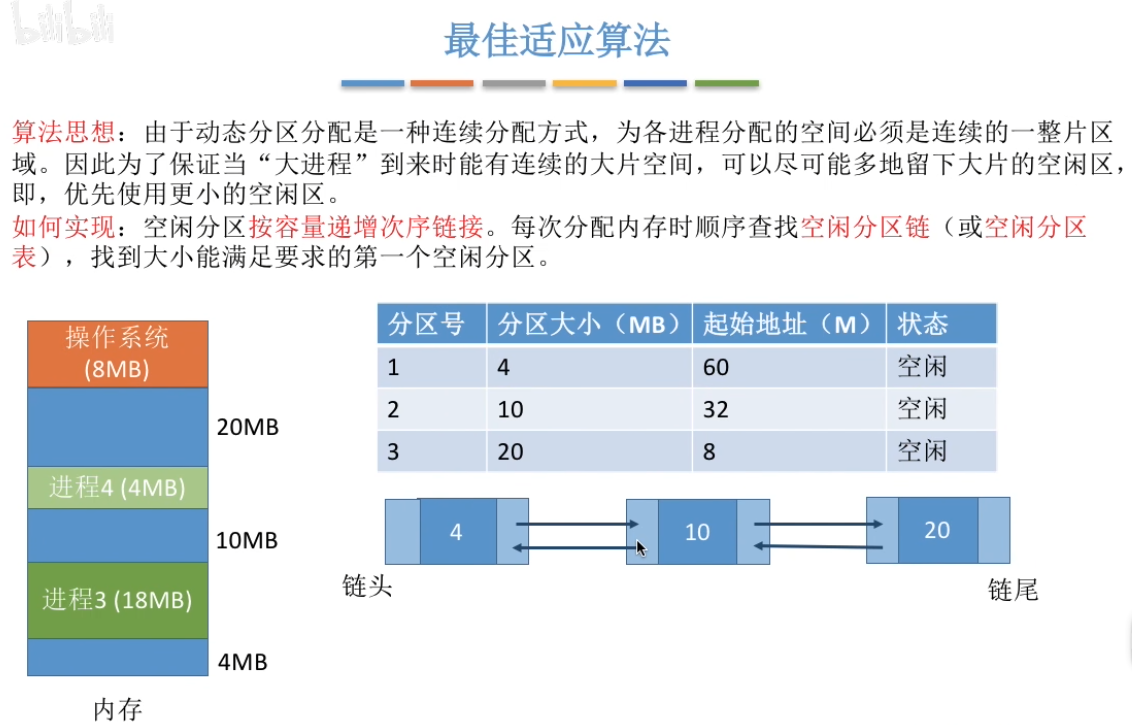 bilibili
最佳适应算法
算法思想：由于动态分区分配是一种连续分配方式，为各进程分配的空间必须是连续的一整片区
域。因此为了保证当“大进程”到来时能有连续的大片空间，可以尽可能多地留下大片的空闲区，
即，优先使用更小的空闲区。
如何实现：空闲分区按容量递增次序链接。每次分配内存时顺序查找空闲分区链（或空闲分区
表），找到大小能满足要求的第一个空闲分区。
操作系统
(8MB)
20MB
进程4 (4MB)
10MB
进程3 (18MB)
4MB
内存
分区号 分区大小（MB） 起始地址（M） 状态
1 4 60 空闲
2 10 32 空闲
3 20 8 空闲
4 10 20
链头 链尾